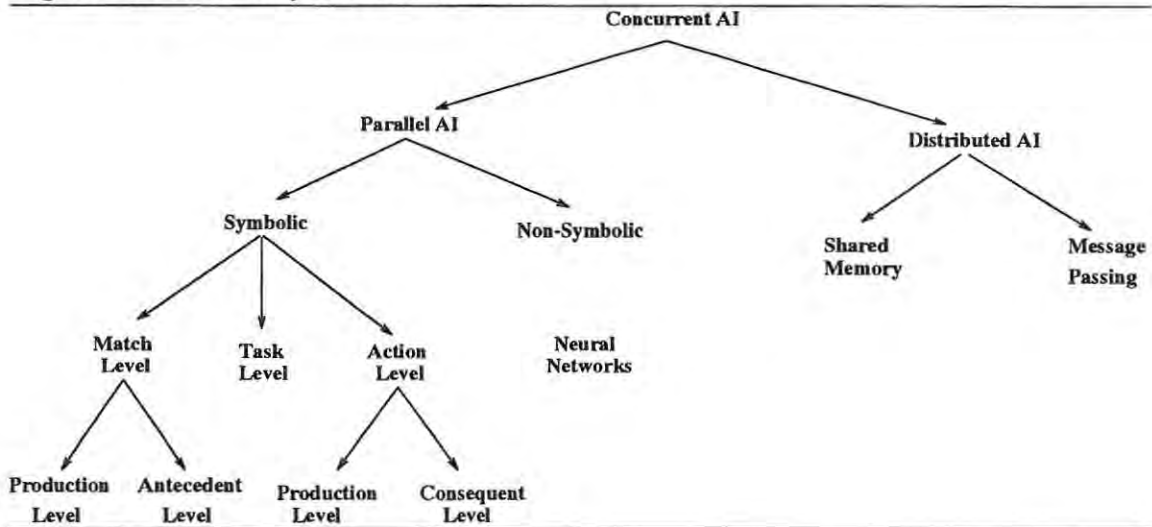 Concurrent AI
Parallel AI
Distributed AI
Symbolic
Non-Symbolic
Shared
Memory
Message
Passing
Match
Level
Task
Level
Action
Level
Neural
Networks
Production
Level
Antecedent
Level
Production
Level
Consequent
Level